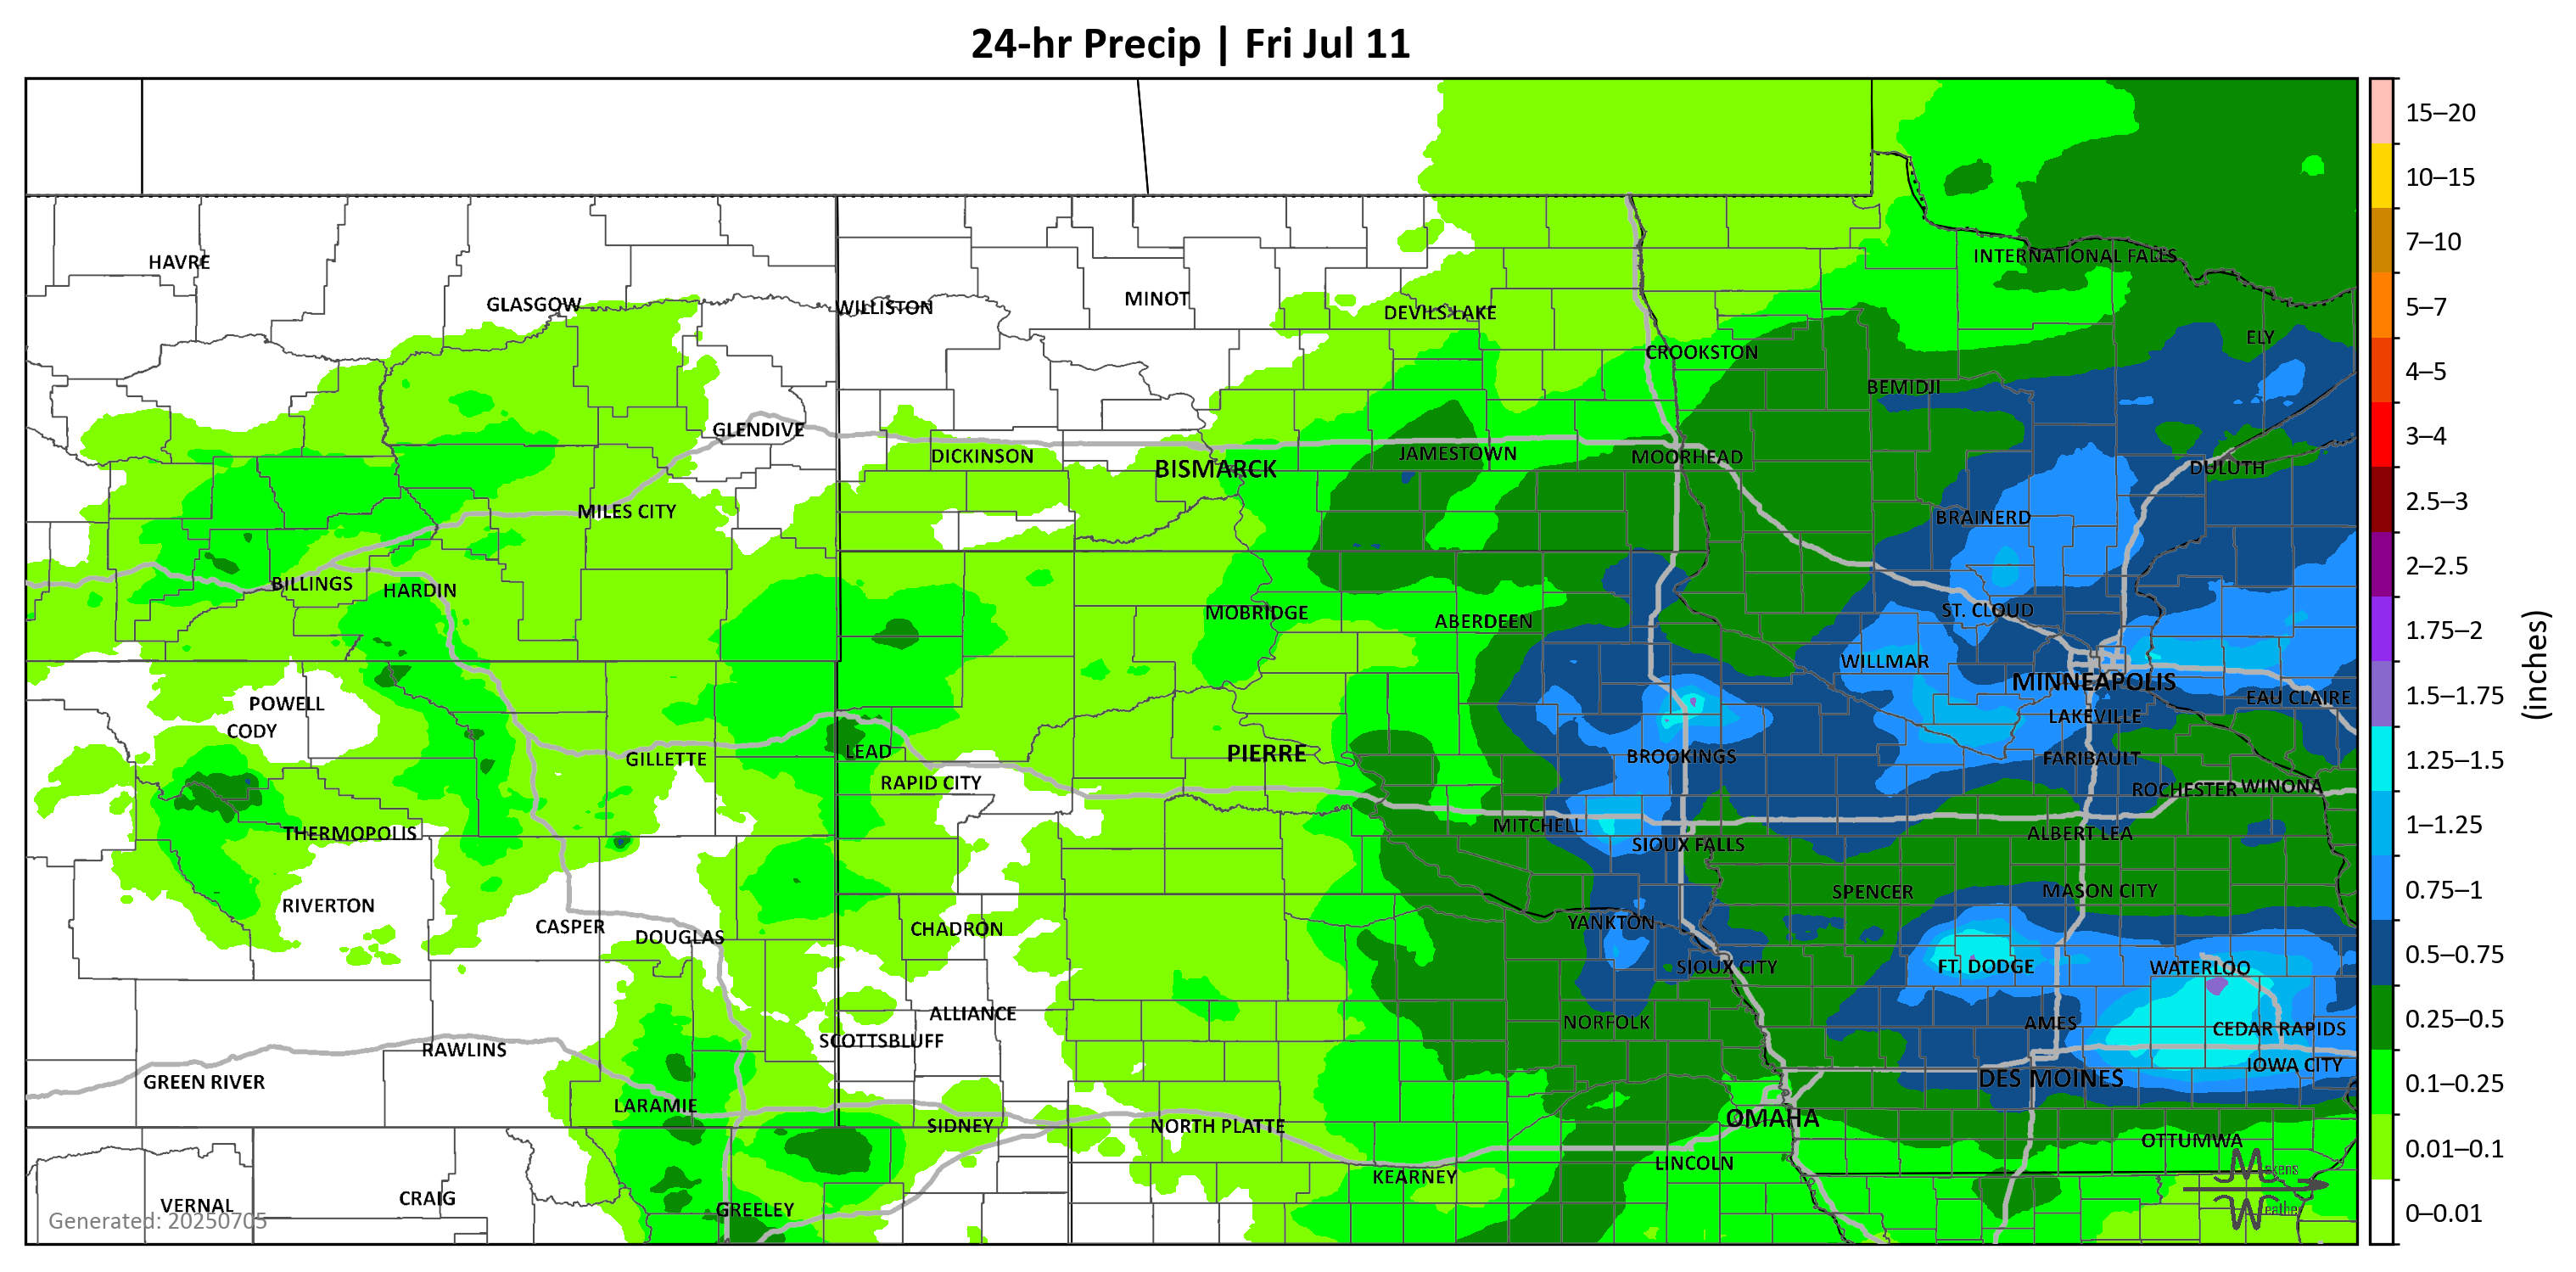 24-hr Precip | Fri Jul 11
15–20
10–15
INTERNATIONAL FALLS
7–10
HAVRE
GLASGOW
WILLISTON
MINOT
DEVILS LAKE
5–7
ELY
CROOKSTON
4–5
BEMIDJI
GLENDIVE
DICKINSON
BISMARCK
JAMESTOWN
MOORHEAD
DULUTH
3–4
MILES CITY
BRAINERD
2.5–3
BILLINGS
HARDIN
2–2.5
MOBRIDGE
ABERDEEN
ST. CLOUD
1.75–2
WILLMAR
MINNEAPOLIS
(inches)
POWELL
EAU CLAIRE
1.5–1.75
CODY
LAKEVILLE
GILLETTE
LEAD
PIERRE
BROOKINGS
FARIBAULT
1.25–1.5
RAPID CITY
ROCHESTER
WINONA
THERMOPOLIS
MITCHELL
ALBERT LEA
1–1.25
SIOUX FALLS
RIVERTON
SPENCER
MASON CITY
0.75–1
CASPER
DOUGLAS
CHADRON
YANKTON
SIOUX CITY
FT. DODGE
WATERLOO
0.5–0.75
ALLIANCE
NORFOLK
AMES
CEDAR RAPIDS
0.25–0.5
RAWLINS
SCOTTSBLUFF
IOWA CITY
GREEN RIVER
DES MOINES
0.1–0.25
LARAMIE
SIDNEY
NORTH PLATTE
OMAHA
OTTUMWA
0.01–0.1
LINCOLN
KEARNEY
Makens
Weather
VERNAL
CRAIG
GREELEY
0–0.01
Generated: 20250705